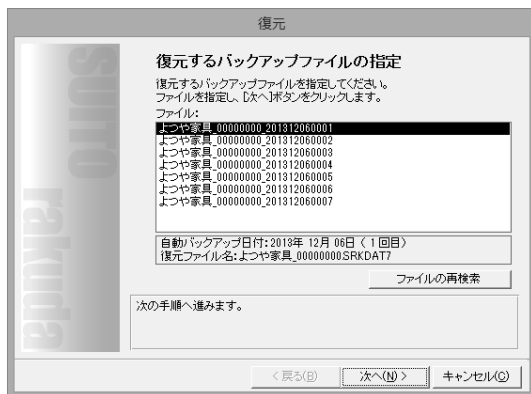 復元
SUITO
rakuda
復元するバックアップファイルの指定
復元するバックアップファイルを指定してください。
ファイルを指定し、[次へ]ボタンをクリックします。
ファイル:
よつや家具_00000000_201312060001
よつや家具_00000000_201312060002
よつや家具_00000000_201312060003
よつや家具_00000000_201312060004
よつや家具_00000000_201312060005
よつや家具_00000000_201312060006
よつや家具_00000000_201312060007
自動バックアップ日付:2013年 12月 06日 ( 1回目)
復元ファイル名:よつや家具_00000000.SRKDAT7
ファイルの再検索
次の手順へ進みます。
< 戻る(B)
次へ(N) >
キャンセル(C)